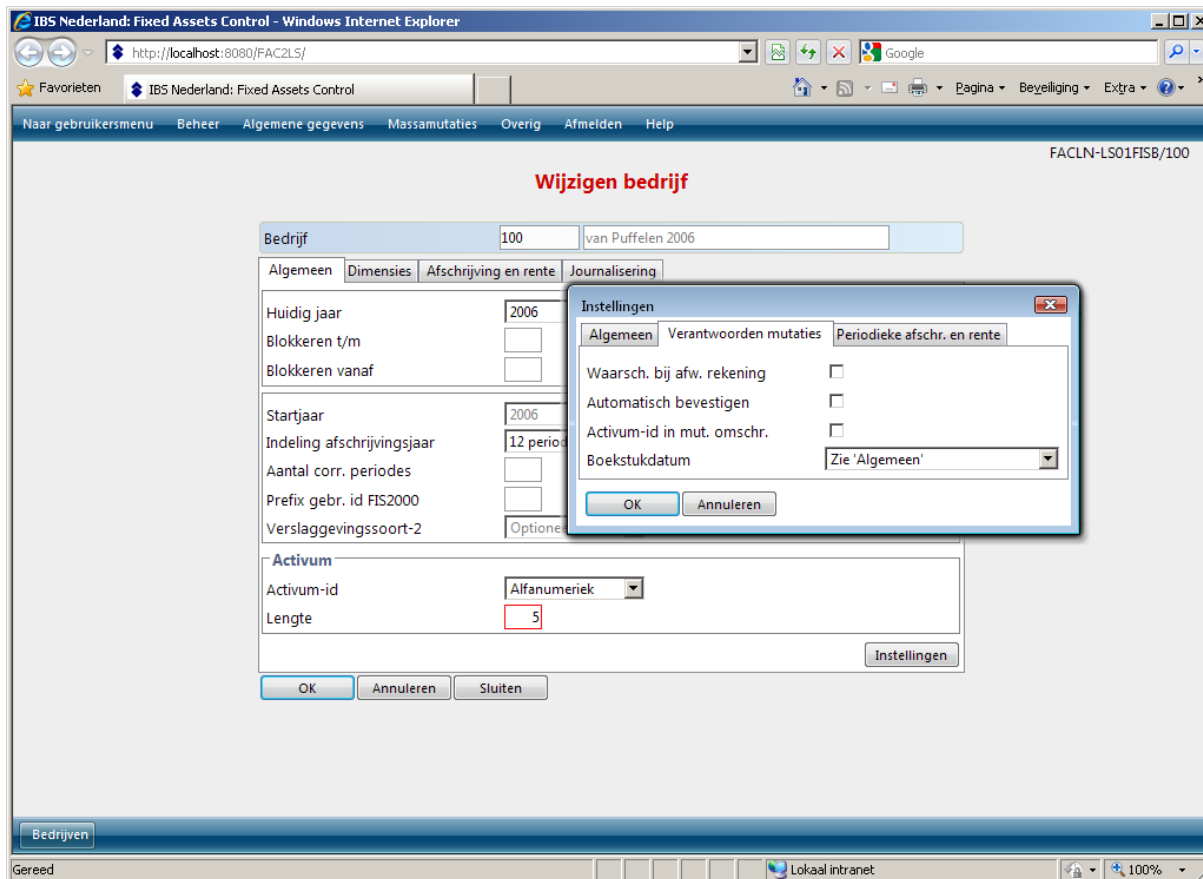 IBS Nederland: Fixed Assets Control - Windows Internet Explorer
http://localhost:8080/FAC2LS/
Google
Favorieten
IBS Nederland: Fixed Assets Control
Pagina
Beveiliging
Extra
Naar gebruikersmenu Beheer Algemene gegevens Massamutaties Overig Afmelden Help
FACLN-LS01FISB/100
Wijzigen bedrijf
Bedrijf 100 van Puffelen 2006
Algemeen Dimensies Afschrijving en rente Journalisering
Huidig jaar 2006
Blokkeren t/m
Blokkeren vanaf
Startjaar 2006
Indeling afschrijvingsjaar 12 period
Aantal corr. periodes
Prefix gebr. id FIS2000
Verslaggevingssoort-2 Optionee
Activum
Activum-id Alfanumeriek
Lengte 5
Instellingen
OK Annuleren Sluiten
Instellingen
Algemeen Verantwoorden mutaties Periodieke afschr. en rente
Waarsch. bij afw. rekening
Automatisch bevestigen
Activum-id in mut. omschr.
Boekstukdatum Zie 'Algemeen'
OK Annuleren
Bedrijven
Gereed Lokaal intranet 100%